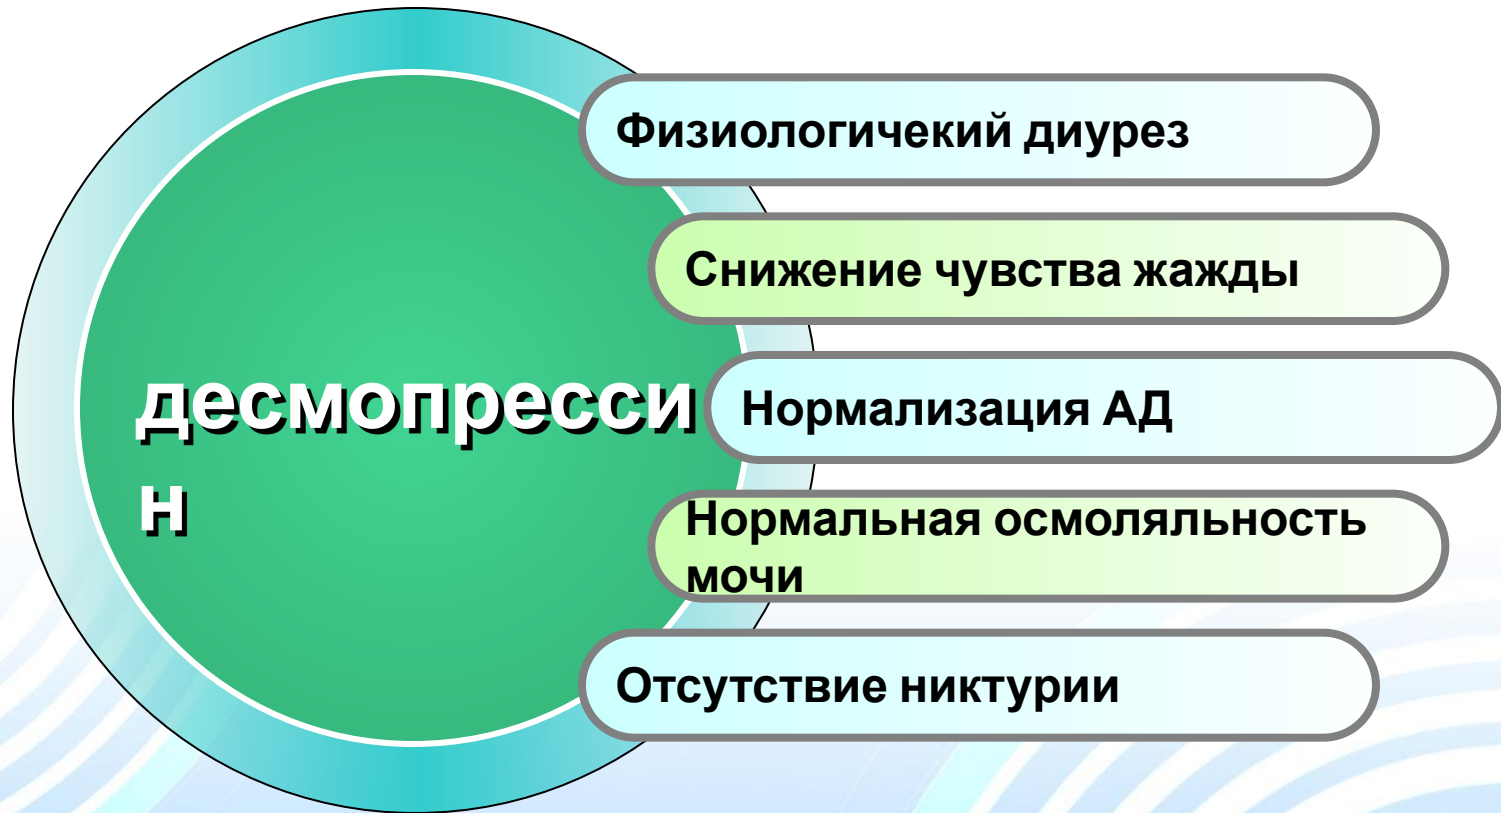 Физиологичекий диурез
Снижение чувства жажды
десмопресси
н
Нормализация АД
Нормальная осмоляльность
мочи
Отсутствие никтурии